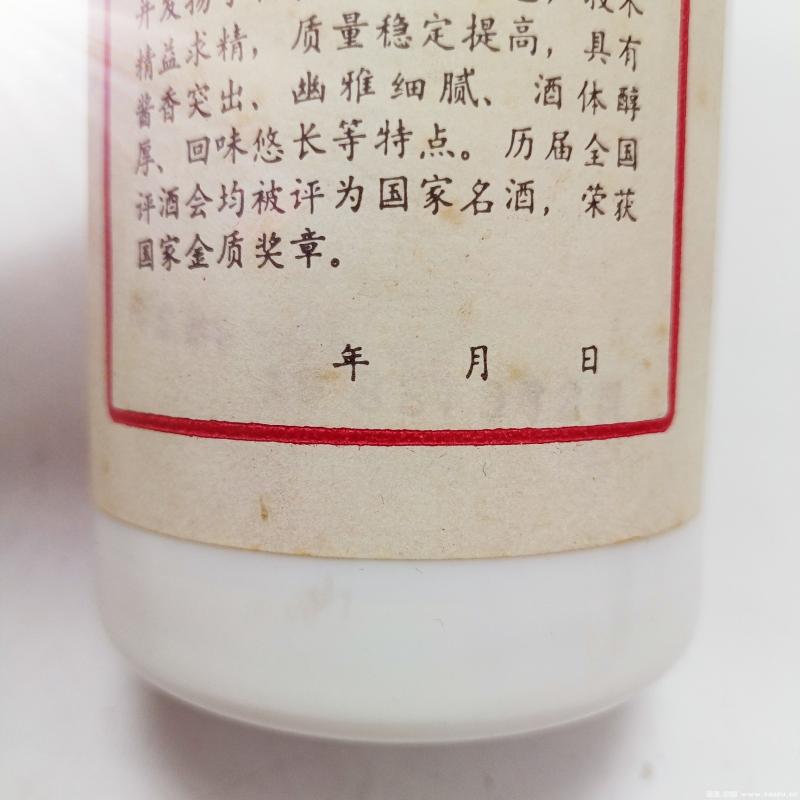 并发扬
精益求精，质量稳定提高，具有
酱香突出、幽雅细腻、酒体醇
厚、回味悠长等特点。历届全国
评酒会均被评为国家名酒，荣获
国家金质奖章。
年 月 日